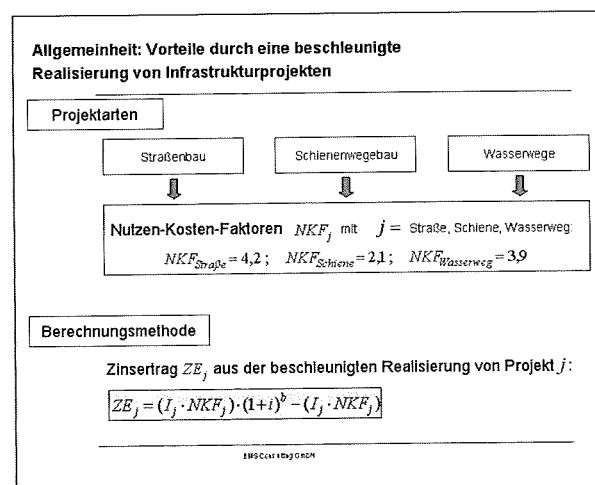 Allgemeinheit: Vorteile durch eine beschleunigte
Realisierung von Infrastrukturprojekten
Projektarten
Straßenbau Schienenwegebau Wasserwege
Nutzen-Kosten-Faktoren NKF_j mit j = Straße, Schiene, Wasserweg:
NKF_Straße = 4,2 ; NKF_Schiene = 2,1 ; NKF_Wasserweg = 3,9
Berechnungsmethode
Zinsertrag ZE_j aus der beschleunigten Realisierung von Projekt j :
ZE_j = (I_j · NKF_j) · (1+i)^b − (I_j · NKF_j)